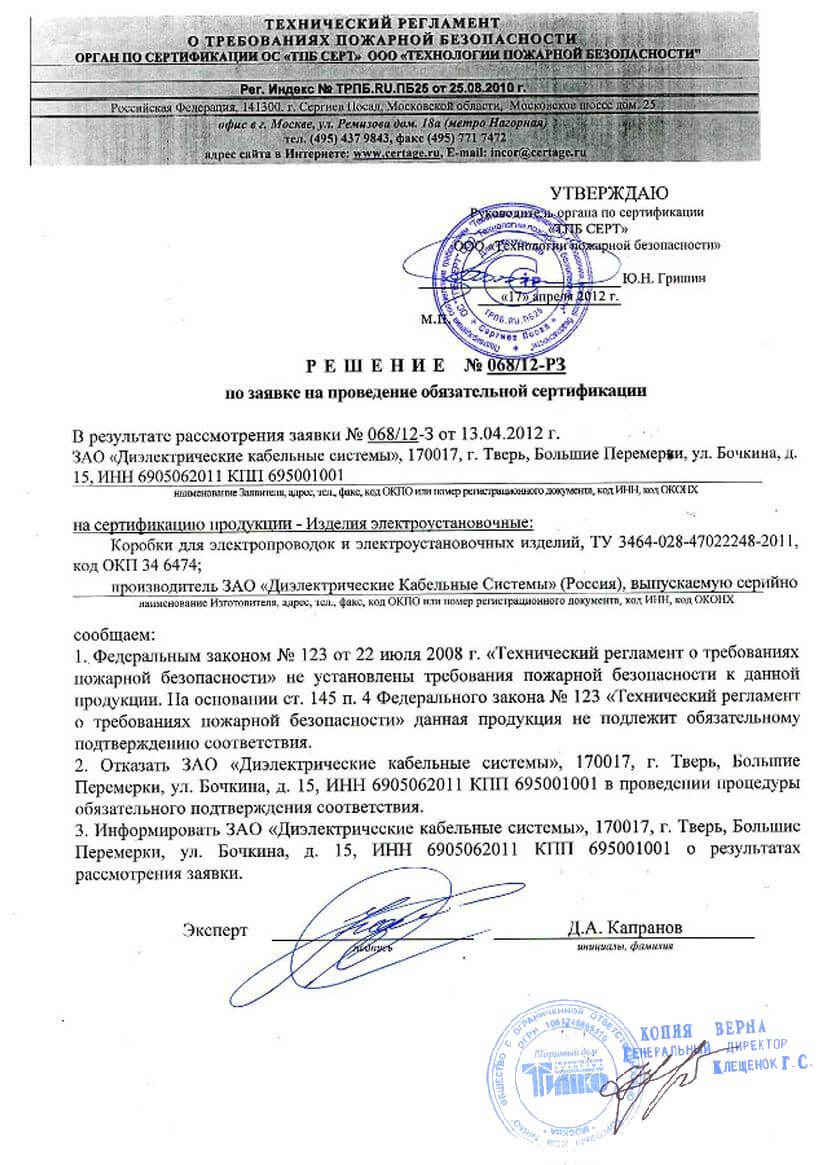 ТЕХНИЧЕСКИЙ РЕГЛАМЕНТ
О ТРЕБОВАНИЯХ ПОЖАРНОЙ БЕЗОПАСНОСТИ
ОРГАН ПО СЕРТИФИКАЦИИ ОС «ТПБ СЕРТ» ООО «ТЕХНОЛОГИИ ПОЖАРНОЙ БЕЗОПАСНОСТИ"
Рег. Индекс № ТРПБ.RU.ПБ25 от 25.08.2010 г.
Российская Федерация, 141300, г. Сергиев Посад, Московской области, Московское шоссе дом. 25
офис в г. Москве, ул. Ремизова дом. 18а (метро Нагорная)
тел. (495) 437 9843, факс (495) 771 7472
адрес сайта в Интернете: www.certage.ru, E-mail: incor@certage.ru
УТВЕРЖДАЮ
Руководитель органа по сертификации
«ТПБ СЕРТ»
ООО «Технологии пожарной безопасности»
Ю.Н. Гришин
«17» апреля 2012 г.
М.П.
ТРПБ.RU.ПБ25
Сергиев Посад
РЕШЕНИЕ № 068/12-РЗ
по заявке на проведение обязательной сертификации
В результате рассмотрения заявки № 068/12-З от 13.04.2012 г.
ЗАО «Диэлектрические кабельные системы», 170017, г. Тверь, Большие Перемерки, ул. Бочкина, д.
15, ИНН 6905062011 КПП 695001001
наименование Заявителя, адрес, тел., факс, код ОКПО или номер регистрационного документа, код ИНН, код ОКОНХ
на сертификацию продукции - Изделия электроустановочные:
Коробки для электропроводок и электроустановочных изделий, ТУ 3464-028-47022248-2011,
код ОКП 34 6474;
производитель ЗАО «Диэлектрические Кабельные Системы» (Россия), выпускаемую серийно
наименование Изготовителя, адрес, тел., факс, код ОКПО или номер регистрационного документа, код ИНН, код ОКОНХ
сообщаем:
1. Федеральным законом № 123 от 22 июля 2008 г. «Технический регламент о требованиях
пожарной безопасности» не установлены требования пожарной безопасности к данной
продукции. На основании ст. 145 п. 4 Федерального закона № 123 «Технический регламент
о требованиях пожарной безопасности» данная продукция не подлежит обязательному
подтверждению соответствия.
2. Отказать ЗАО «Диэлектрические кабельные системы», 170017, г. Тверь, Большие
Перемерки, ул. Бочкина, д. 15, ИНН 6905062011 КПП 695001001 в проведении процедуры
обязательного подтверждения соответствия.
3. Информировать ЗАО «Диэлектрические кабельные системы», 170017, г. Тверь, Большие
Перемерки, ул. Бочкина, д. 15, ИНН 6905062011 КПП 695001001 о результатах
рассмотрения заявки.
Эксперт
Д.А. Капранов
подпись
инициалы, фамилия
ОБЩЕСТВО С ОГРАНИЧЕННОЙ ОТВЕТСТВЕННОСТЬЮ
Торговый дом
ТИНКО
МОСКВА
КОПИЯ ВЕРНА
ГЕНЕРАЛЬНЫЙ ДИРЕКТОР
КЛЕЩЕНОК Г.С.